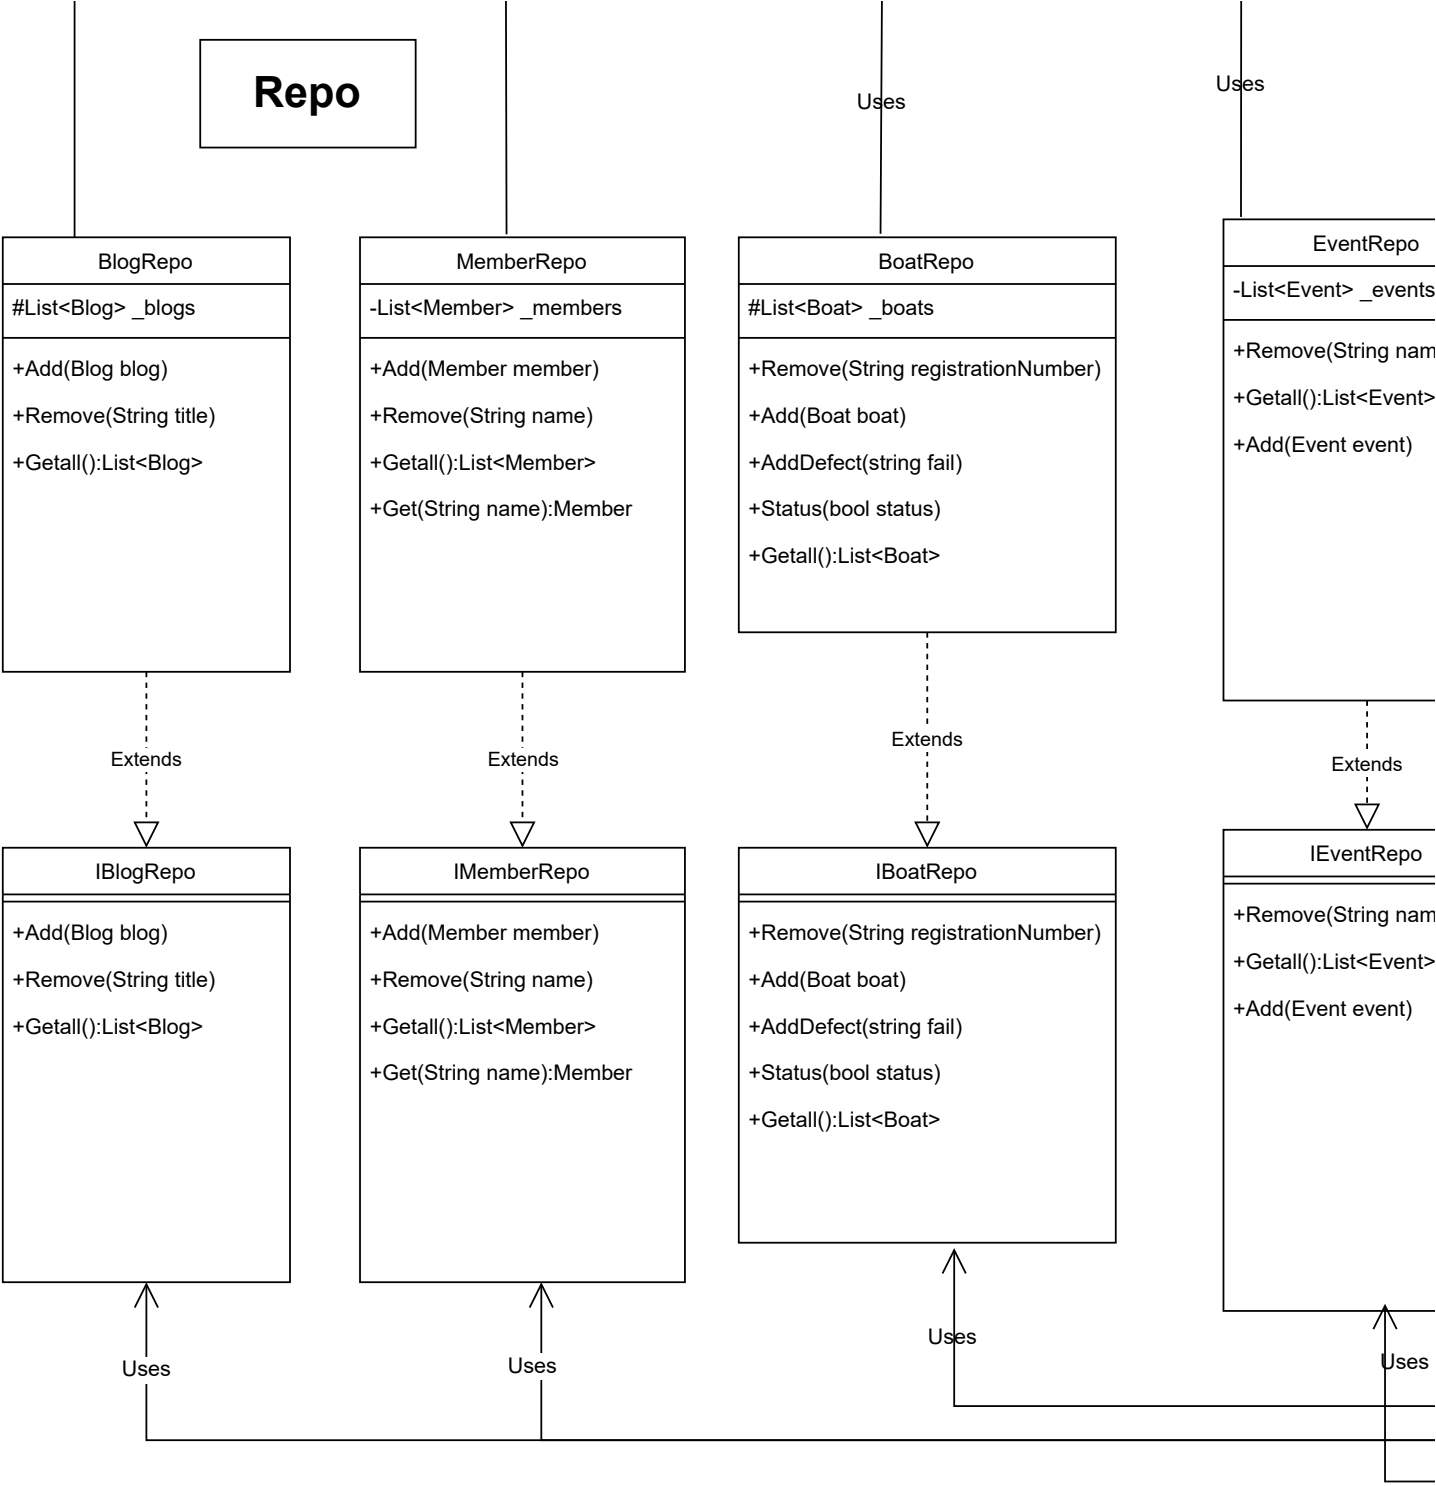 Repo
Uses
Uses
BlogRepo
#List<Blog> _blogs
+Add(Blog blog)
+Remove(String title)
+Getall():List<Blog>
MemberRepo
-List<Member> _members
+Add(Member member)
+Remove(String name)
+Getall():List<Member>
+Get(String name):Member
BoatRepo
#List<Boat> _boats
+Remove(String registrationNumber)
+Add(Boat boat)
+AddDefect(string fail)
+Status(bool status)
+Getall():List<Boat>
EventRepo
-List<Event> _events
+Remove(String nam
+Getall():List<Event>
+Add(Event event)
Extends
Extends
Extends
Extends
IBlogRepo
+Add(Blog blog)
+Remove(String title)
+Getall():List<Blog>
IMemberRepo
+Add(Member member)
+Remove(String name)
+Getall():List<Member>
+Get(String name):Member
IBoatRepo
+Remove(String registrationNumber)
+Add(Boat boat)
+AddDefect(string fail)
+Status(bool status)
+Getall():List<Boat>
IEventRepo
+Remove(String nam
+Getall():List<Event>
+Add(Event event)
Uses
Uses
Uses
Uses